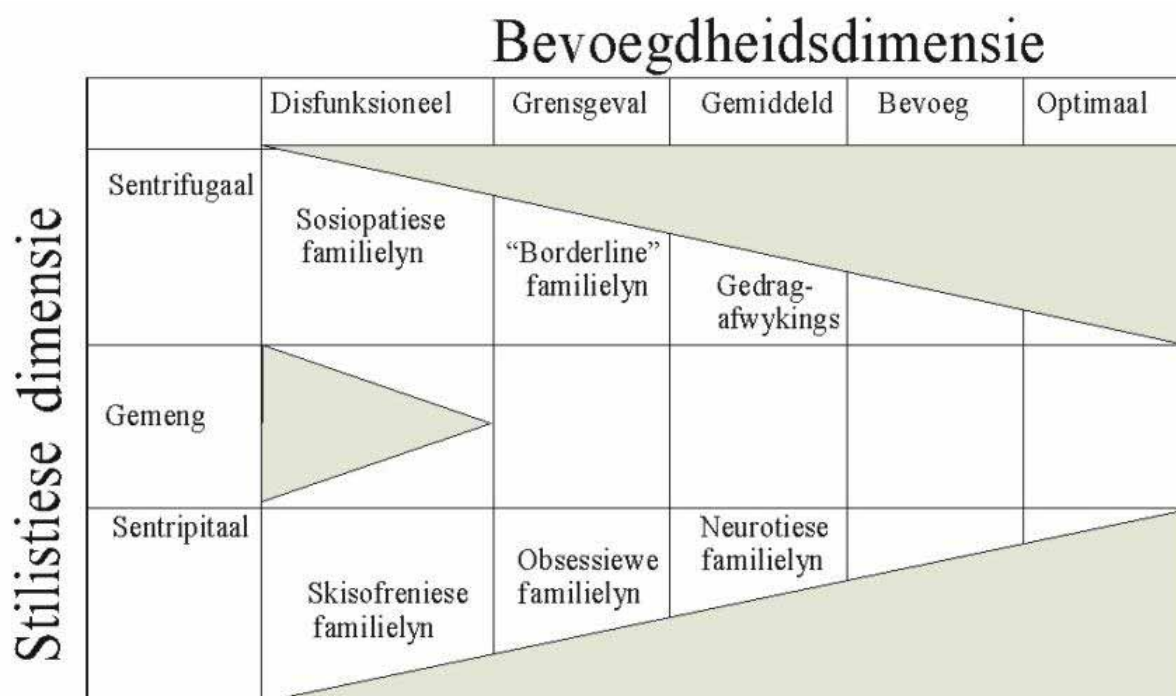 Bevoegdheidsdimensie
Disfunksioneel Grensgeval Gemiddeld Bevoeg Optimaal
Stilistiese dimensie
Sentrifugaal
Sosiopatiese
familielyn
“Borderline”
familielyn
Gedrag-
afwykings
Gemeng
Sentripitaal
Skisofreniese
familielyn
Obsessiewe
familielyn
Neurotiese
familielyn